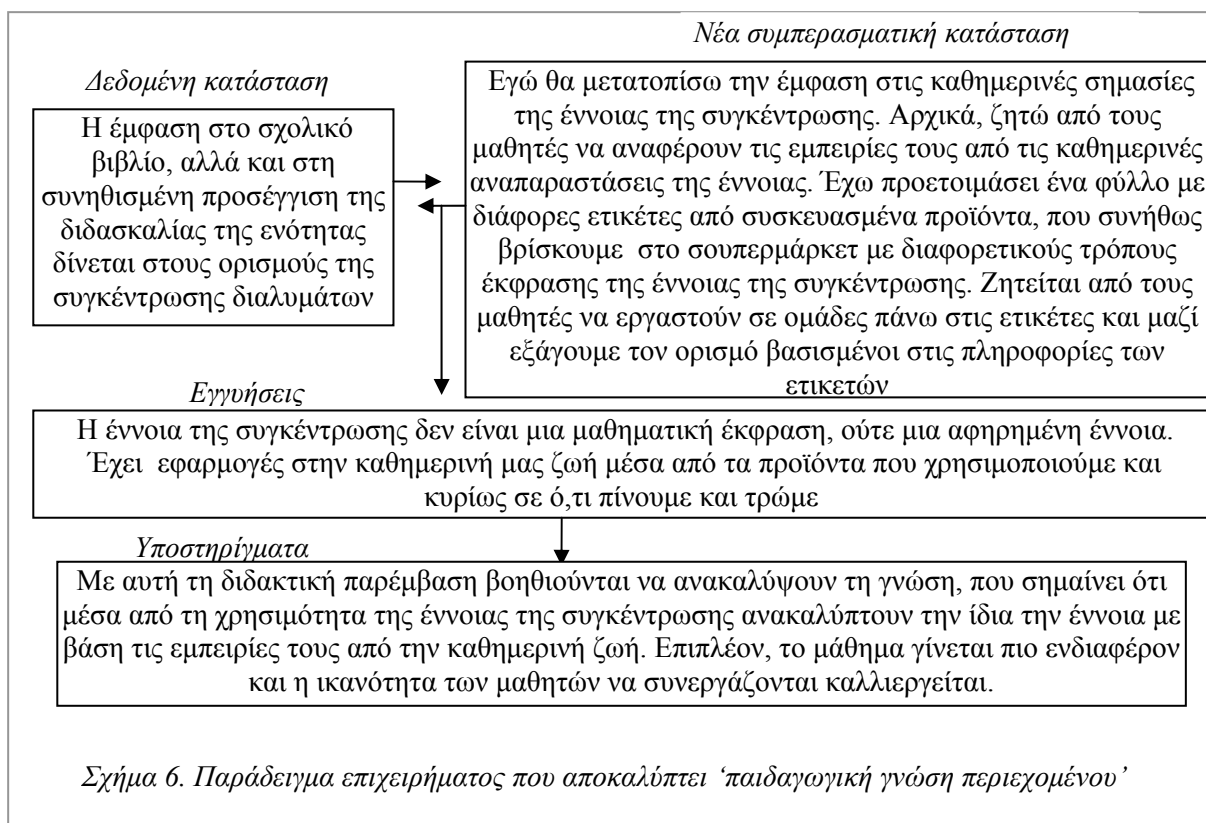 Νέα συμπερασματική κατάσταση
Δεδομένη κατάσταση
Η έμφαση στο σχολικό
βιβλίο, αλλά και στη
συνηθισμένη προσέγγιση της
διδασκαλίας της ενότητας
δίνεται στους ορισμούς της
συγκέντρωσης διαλυμάτων
Εγώ θα μετατοπίσω την έμφαση στις καθημερινές σημασίες
της έννοιας της συγκέντρωσης. Αρχικά, ζητώ από τους
μαθητές να αναφέρουν τις εμπειρίες τους από τις καθημερινές
αναπαραστάσεις της έννοιας. Έχω προετοιμάσει ένα φύλλο με
διάφορες ετικέτες από συσκευασμένα προϊόντα, που συνήθως
βρίσκουμε στο σουπερμάρκετ με διαφορετικούς τρόπους
έκφρασης της έννοιας της συγκέντρωσης. Ζητείται από τους
μαθητές να εργαστούν σε ομάδες πάνω στις ετικέτες και μαζί
εξάγουμε τον ορισμό βασισμένοι στις πληροφορίες των
ετικετών
Εγγυήσεις
Η έννοια της συγκέντρωσης δεν είναι μια μαθηματική έκφραση, ούτε μια αφηρημένη έννοια.
Έχει εφαρμογές στην καθημερινή μας ζωή μέσα από τα προϊόντα που χρησιμοποιούμε και
κυρίως σε ό,τι πίνουμε και τρώμε
Υποστηρίγματα
Με αυτή τη διδακτική παρέμβαση βοηθιούνται να ανακαλύψουν τη γνώση, που σημαίνει ότι
μέσα από τη χρησιμότητα της έννοιας της συγκέντρωσης ανακαλύπτουν την ίδια την έννοια με
βάση τις εμπειρίες τους από την καθημερινή ζωή. Επιπλέον, το μάθημα γίνεται πιο ενδιαφέρον
και η ικανότητα των μαθητών να συνεργάζονται καλλιεργείται.
Σχήμα 6. Παράδειγμα επιχειρήματος που αποκαλύπτει ‘παιδαγωγική γνώση περιεχομένου’